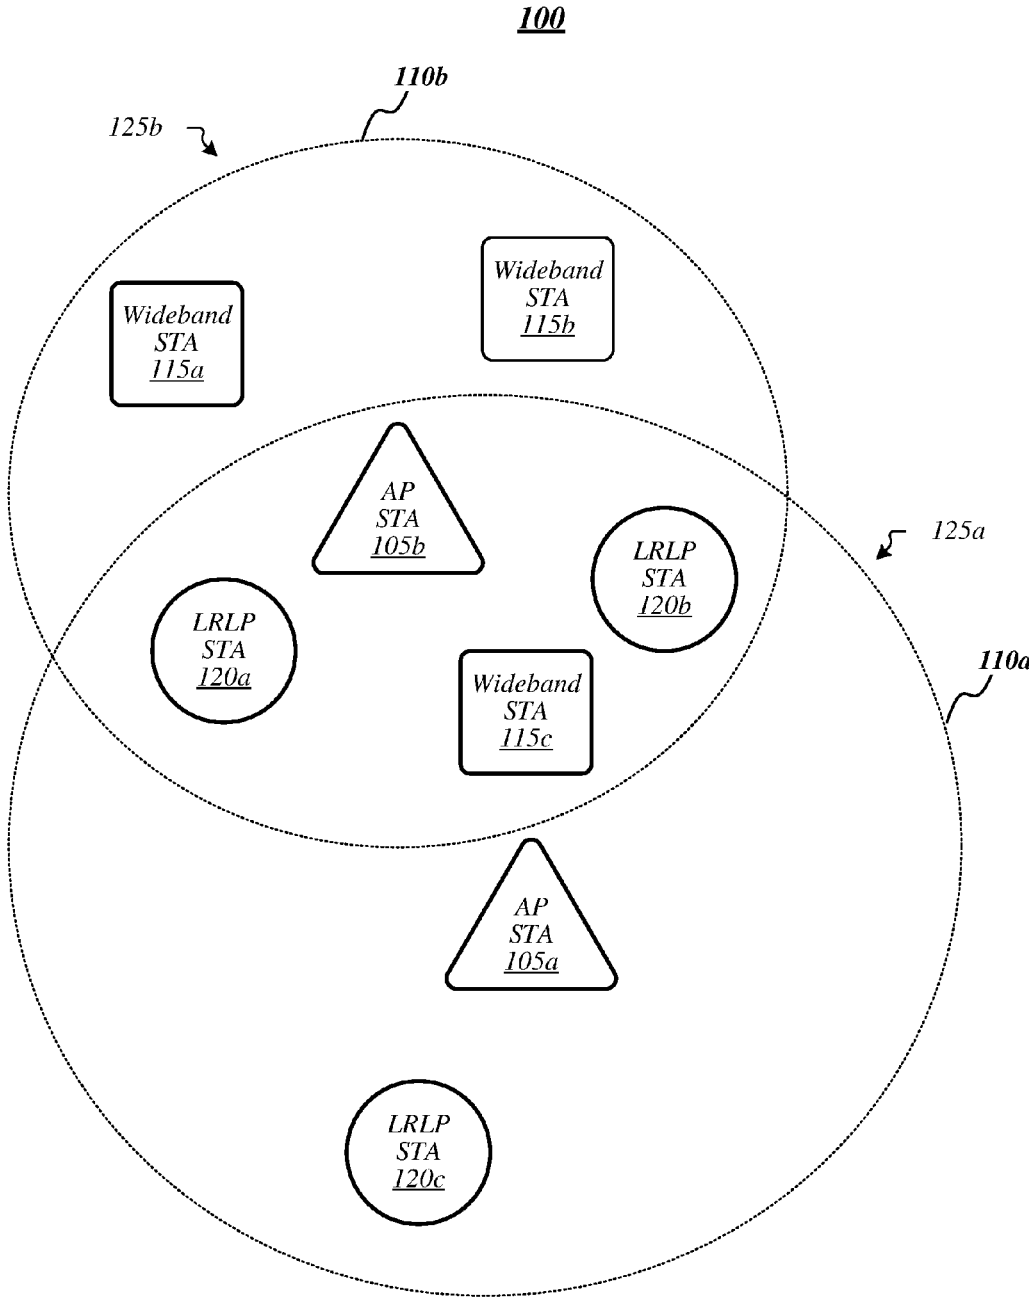 100
110b
125b
Wideband
STA
115b
Wideband
STA
115a
AP
STA
105b
125a
LRLP
STA
120b
LRLP
STA
120a
110a
Wideband
STA
115c
AP
STA
105a
LRLP
STA
120c